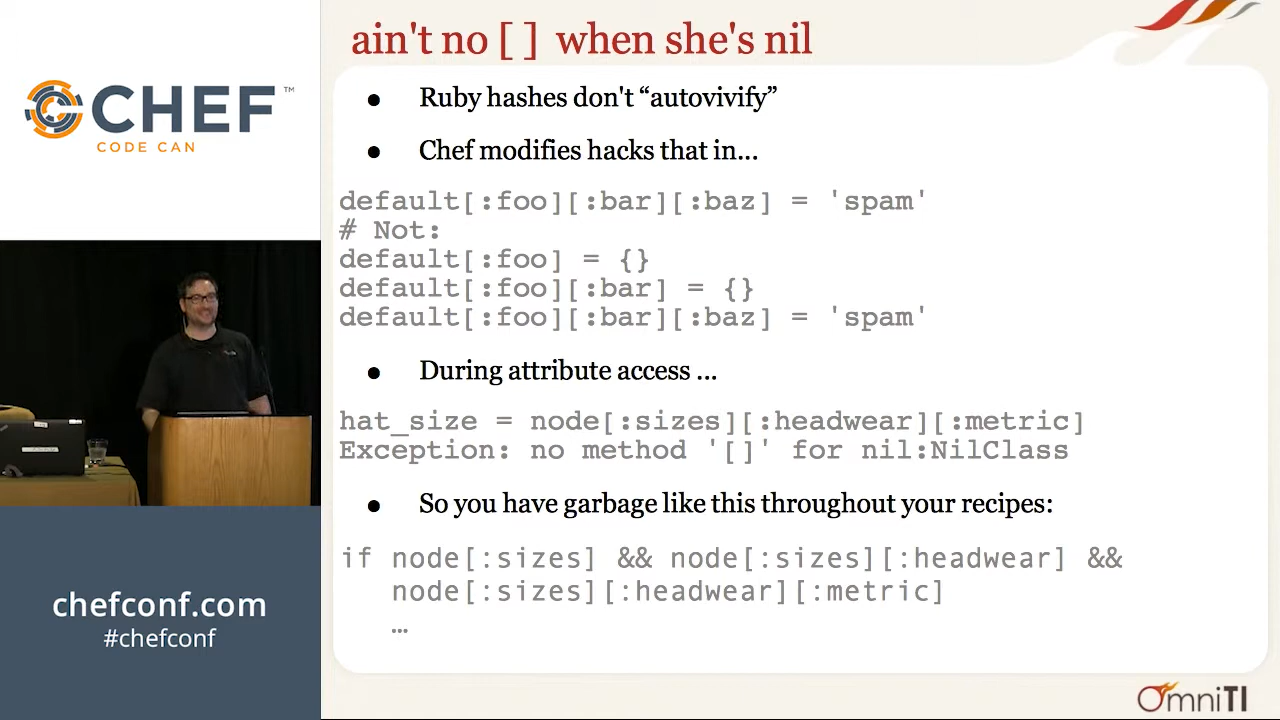 ain't no [ ] when she's nil
CHEF™
CODE CAN
● Ruby hashes don't “autovivify”
● Chef modifies hacks that in...
default[:foo][:bar][:baz] = 'spam'
# Not:
default[:foo] = {}
default[:foo][:bar] = {}
default[:foo][:bar][:baz] = 'spam'
● During attribute access ...
hat_size = node[:sizes][:headwear][:metric]
Exception: no method '[]' for nil:NilClass
● So you have garbage like this throughout your recipes:
if node[:sizes] && node[:sizes][:headwear] &&
node[:sizes][:headwear][:metric]
…
chefconf.com
#chefconf
OmniTI